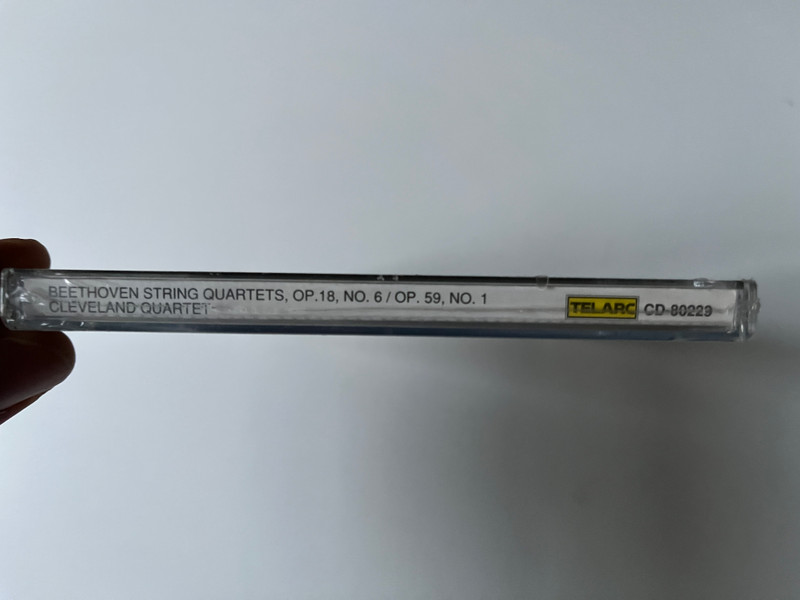 BEETHOVEN STRING QUARTETS, OP.18, NO. 6 / OP. 59, NO. 1
CLEVELAND QUARTET
TELARC CD-80229